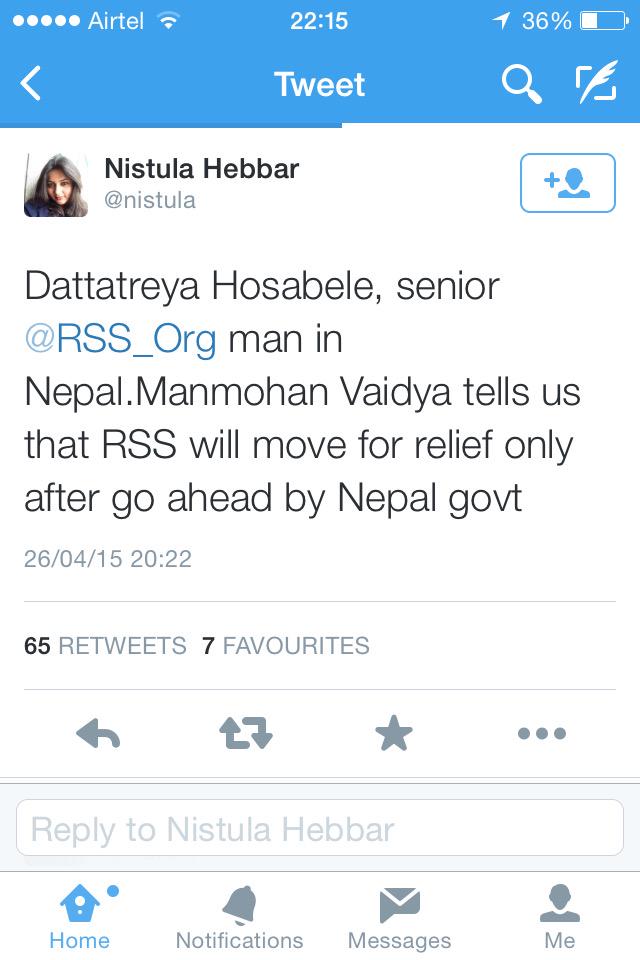 Airtel 22:15 36%
Tweet
Nistula Hebbar
@nistula
Dattatreya Hosabele, senior
@RSS_Org man in
Nepal.Manmohan Vaidya tells us
that RSS will move for relief only
after go ahead by Nepal govt
26/04/15 20:22
65 RETWEETS 7 FAVOURITES
Reply to Nistula Hebbar
Home Notifications Messages Me